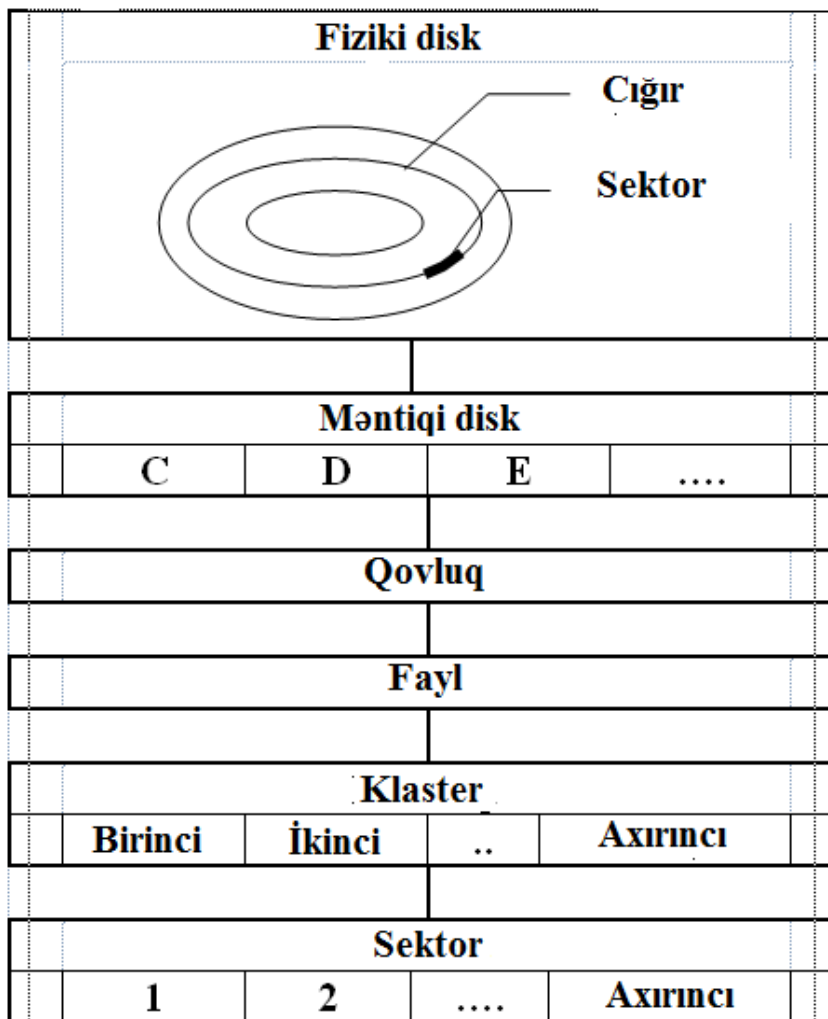 Fiziki disk
Cığır
Sektor
Məntiqi disk
C D E ....
Qovluq
Fayl
Klaster
Birinci İkinci .. Axırıncı
Sektor
1 2 .... Axırıncı